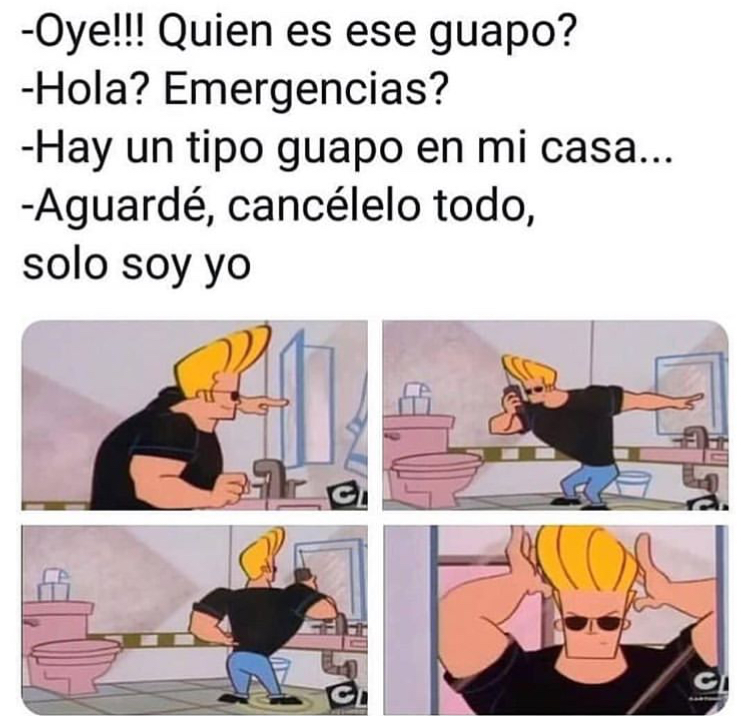 -Oye!!! Quien es ese guapo?
-Hola? Emergencias?
-Hay un tipo guapo en mi casa...
-Aguardé, cancélelo todo,
solo soy yo